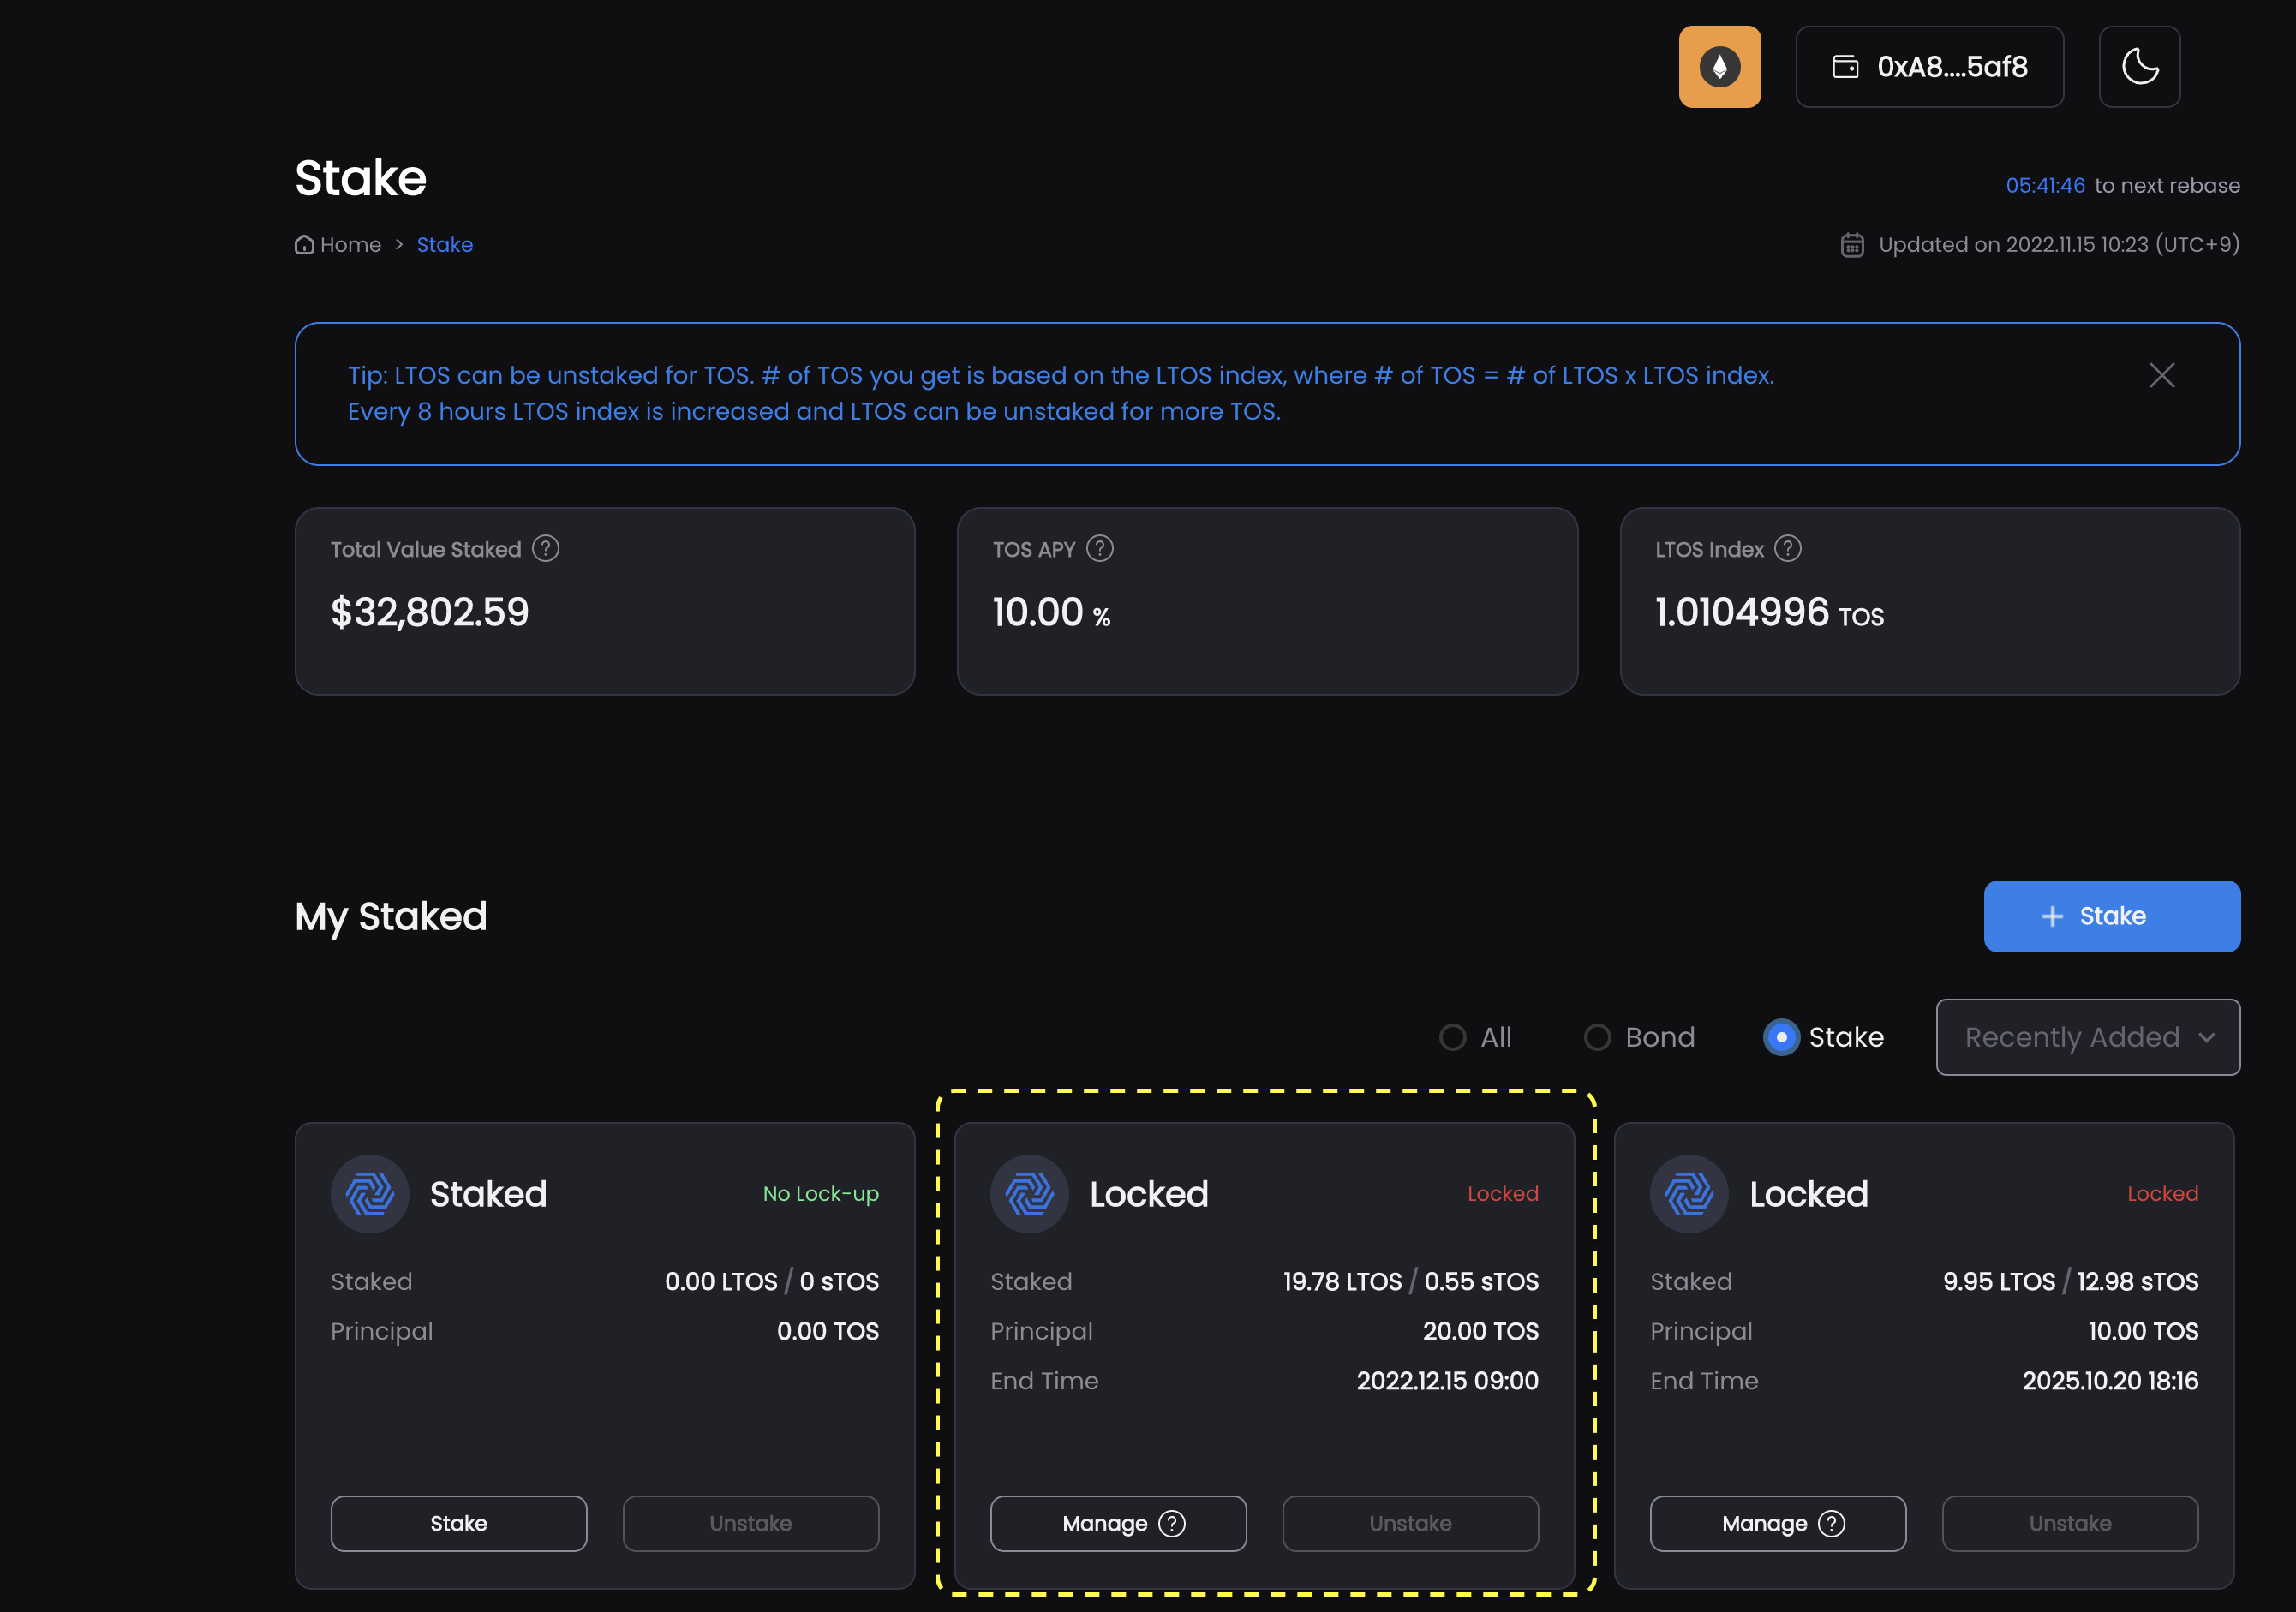 0xA8....5af8
Stake
05:41:46 to next rebase
Home > Stake
Updated on 2022.11.15 10:23 (UTC+9)
Tip: LTOS can be unstaked for TOS. # of TOS you get is based on the LTOS index, where # of TOS = # of LTOS x LTOS index.
Every 8 hours LTOS index is increased and LTOS can be unstaked for more TOS.
Total Value Staked ?
$32,802.59
TOS APY ?
10.00 %
LTOS Index ?
1.0104996 TOS
My Staked
+ Stake
All
Bond
Stake
Recently Added
Staked
No Lock-up
Staked
0.00 LTOS / 0 sTOS
Principal
0.00 TOS
Stake
Unstake
Locked
Locked
Staked
19.78 LTOS / 0.55 sTOS
Principal
20.00 TOS
End Time
2022.12.15 09:00
Manage ?
Unstake
Locked
Locked
Staked
9.95 LTOS / 12.98 sTOS
Principal
10.00 TOS
End Time
2025.10.20 18:16
Manage ?
Unstake